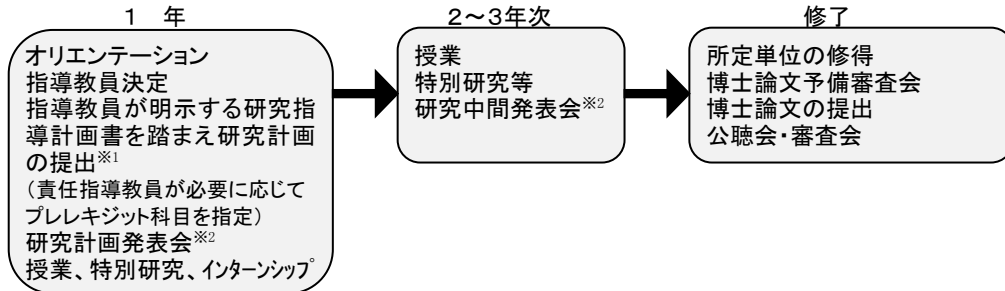 1 年
オリエンテーション
指導教員決定
指導教員が明示する研究指
導計画書を踏まえ研究計画
の提出※1
（責任指導教員が必要に応じて
プレレキジット科目を指定）
研究計画発表会※2
授業、特別研究、インターンシップ
2～3年次
授業
特別研究等
研究中間発表会※2
修了
所定単位の修得
博士論文予備審査会
博士論文の提出
公聴会・審査会